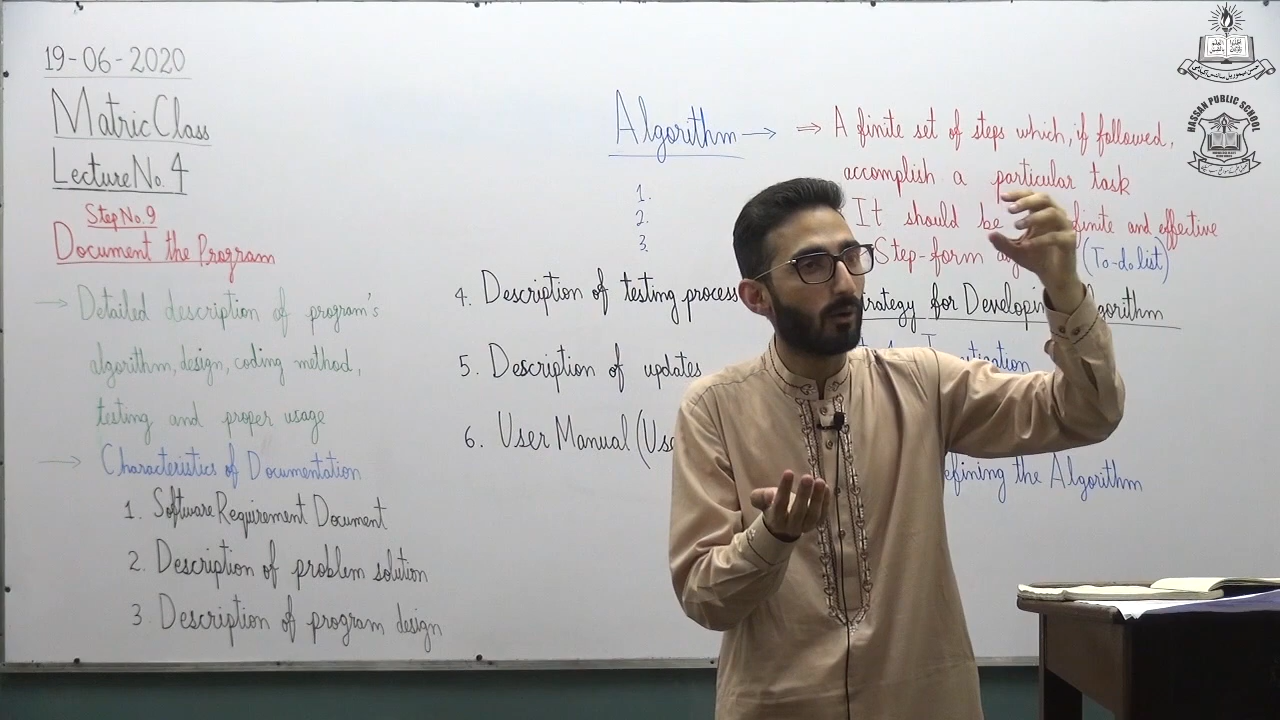 19-06-2020
Matric Class
Lecture No. 4
Step No. 9
Document the Program
→ Detailed description of program's
algorithm, design, coding method,
testing and proper usage
→ Characteristics of Documentation
1. Software Requirement Document
2. Description of problem solution
3 Description of program design
4. Description of testing process
5. Description of updates
6. User Manual (
Algorithm → ⇒ A finite set of steps which, if followed,
accomplish a particular task
1.
2.
3.
It should be finite and effective
Step-form (To-do list)
for Algorithm
the Algorithm
HASSAN PUBLIC SCHOOL